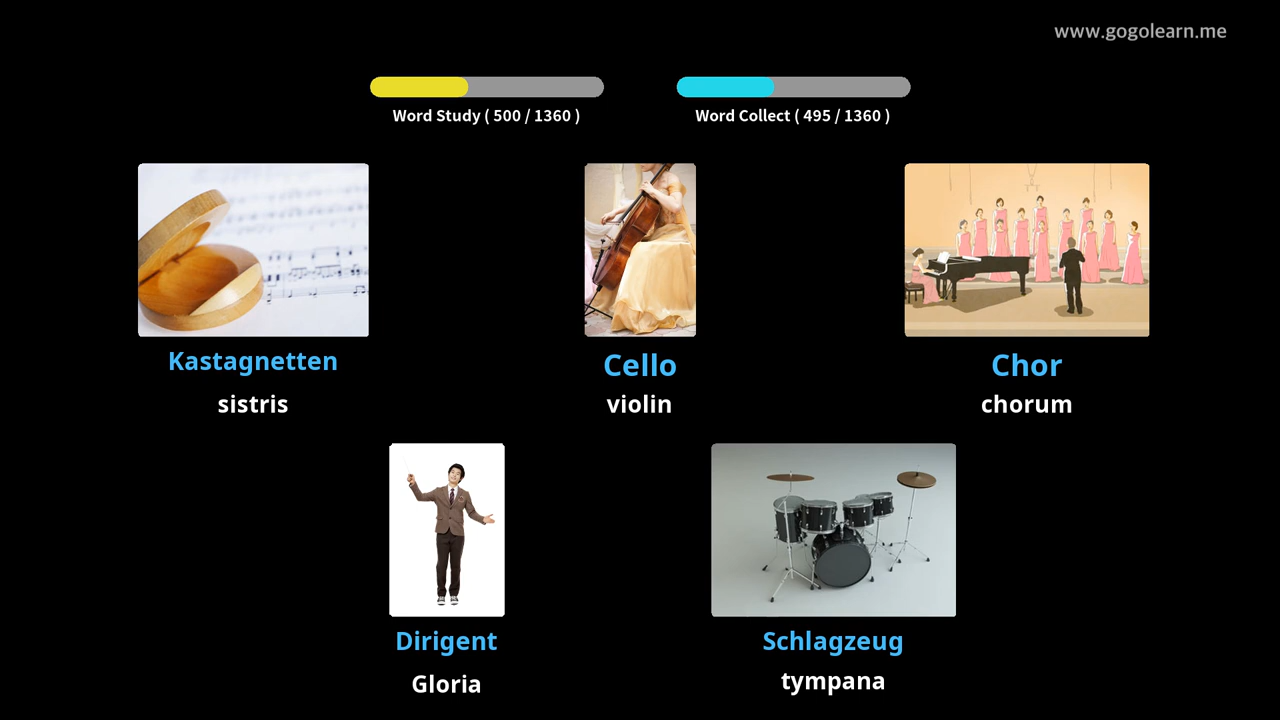 www.gogolearn.me
Word Study ( 500 / 1360 )
Word Collect ( 495 / 1360 )
Kastagnetten
sistris
Cello
violin
Chor
chorum
Dirigent
Gloria
Schlagzeug
tympana